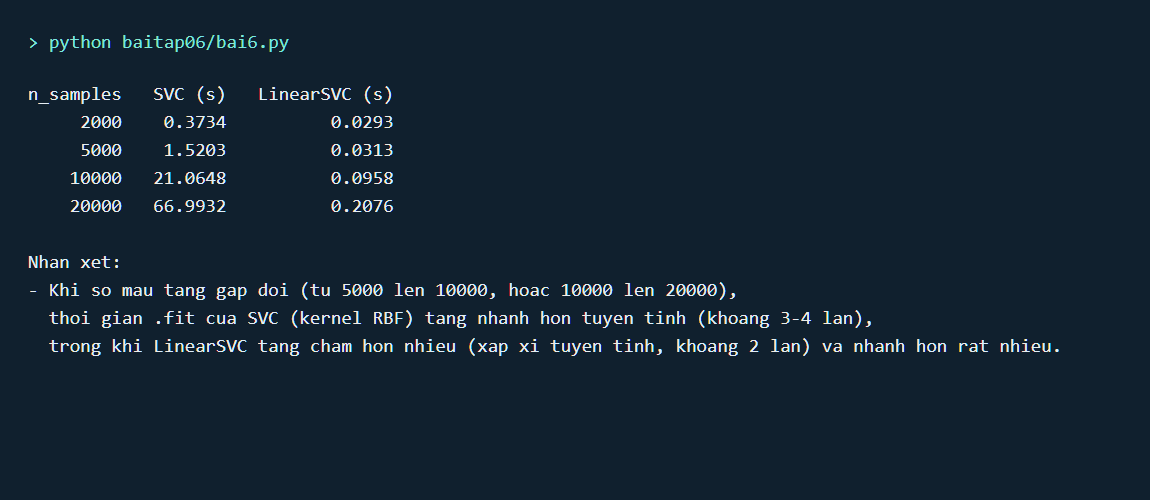 > python baitap06/bai6.py
n_samples   SVC (s)   LinearSVC (s)
     2000    0.3734          0.0293
     5000    1.5203          0.0313
    10000   21.0648          0.0958
    20000   66.9932          0.2076
Nhan xet:
- Khi so mau tang gap doi (tu 5000 len 10000, hoac 10000 len 20000),
  thoi gian .fit cua SVC (kernel RBF) tang nhanh hon tuyen tinh (khoang 3-4 lan),
  trong khi LinearSVC tang cham hon nhieu (xap xi tuyen tinh, khoang 2 lan) va nhanh hon rat nhieu.